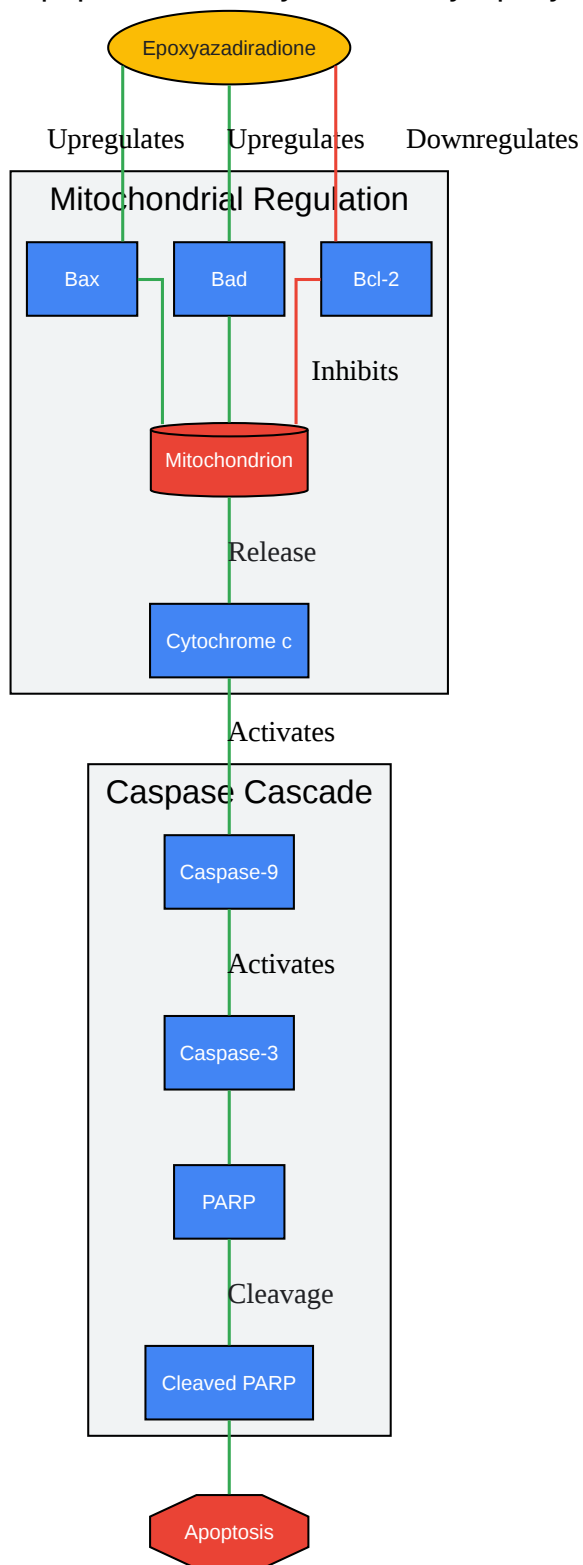 Epoxyazadiradione
Upregulates Upregulates Downregulates
Mitochondrial Regulation
Bax Bad Bcl-2
Inhibits
Mitochondrion
Release
Cytochrome c
Activates
Caspase Cascade
Caspase-9
Activates
Caspase-3
PARP
Cleavage
Cleaved PARP
Apoptosis